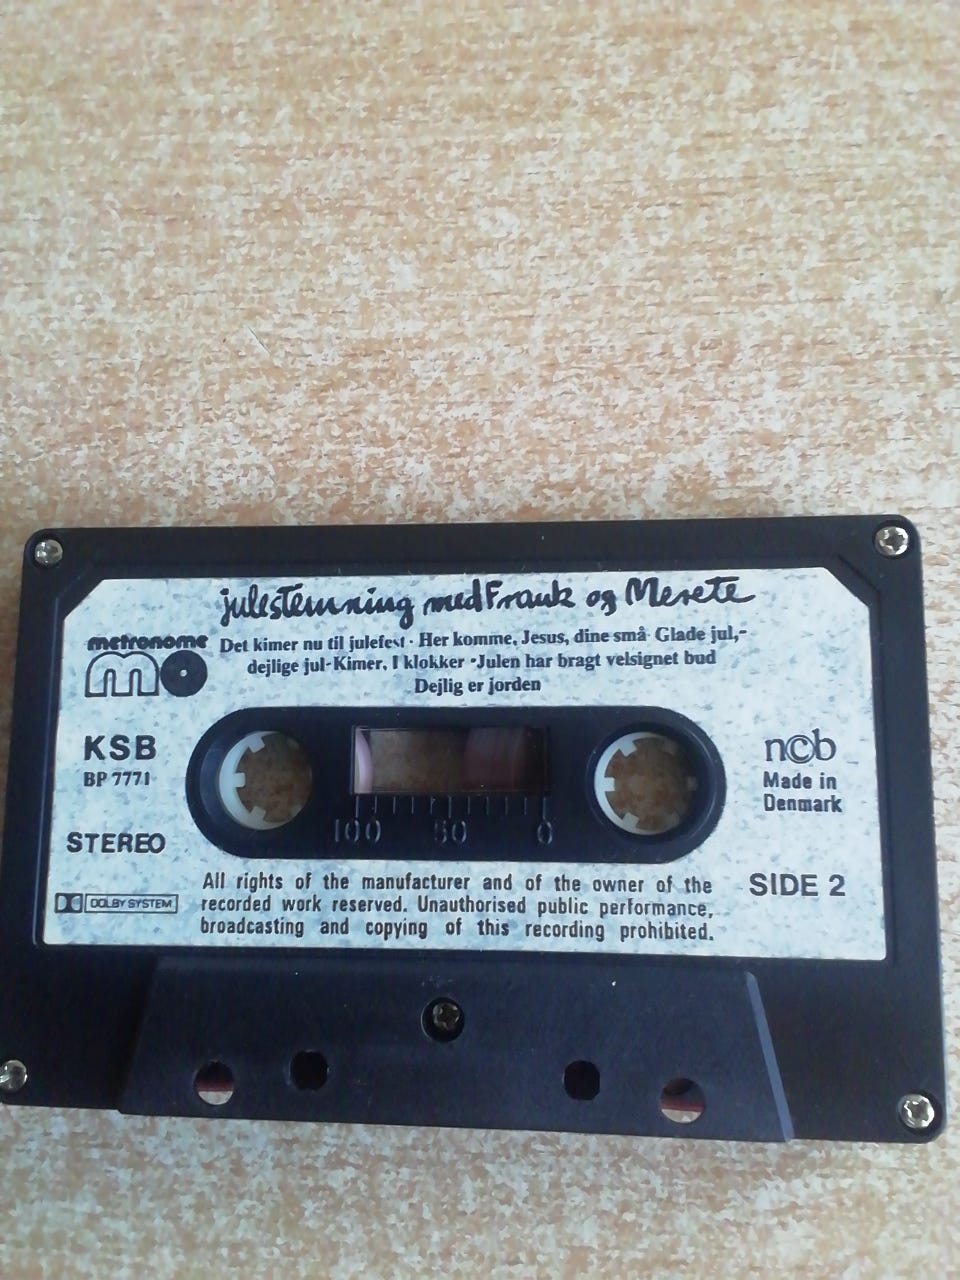 julestemning med Frank og Merete
metronome
Det kimer nu til julefest · Her komme, Jesus, dine små Glade jul,-
dejlige jul-Kimer, I klokker -Julen har bragt velsignet bud
Dejlig er jorden
KSB
BP 7771
ncb
Made in
Denmark
100 50 0
STEREO
SIDE 2
DOLBY SYSTEM
All rights of the manufacturer and of the owner of the
recorded work reserved. Unauthorised public performance,
broadcasting and copying of this recording prohibited.